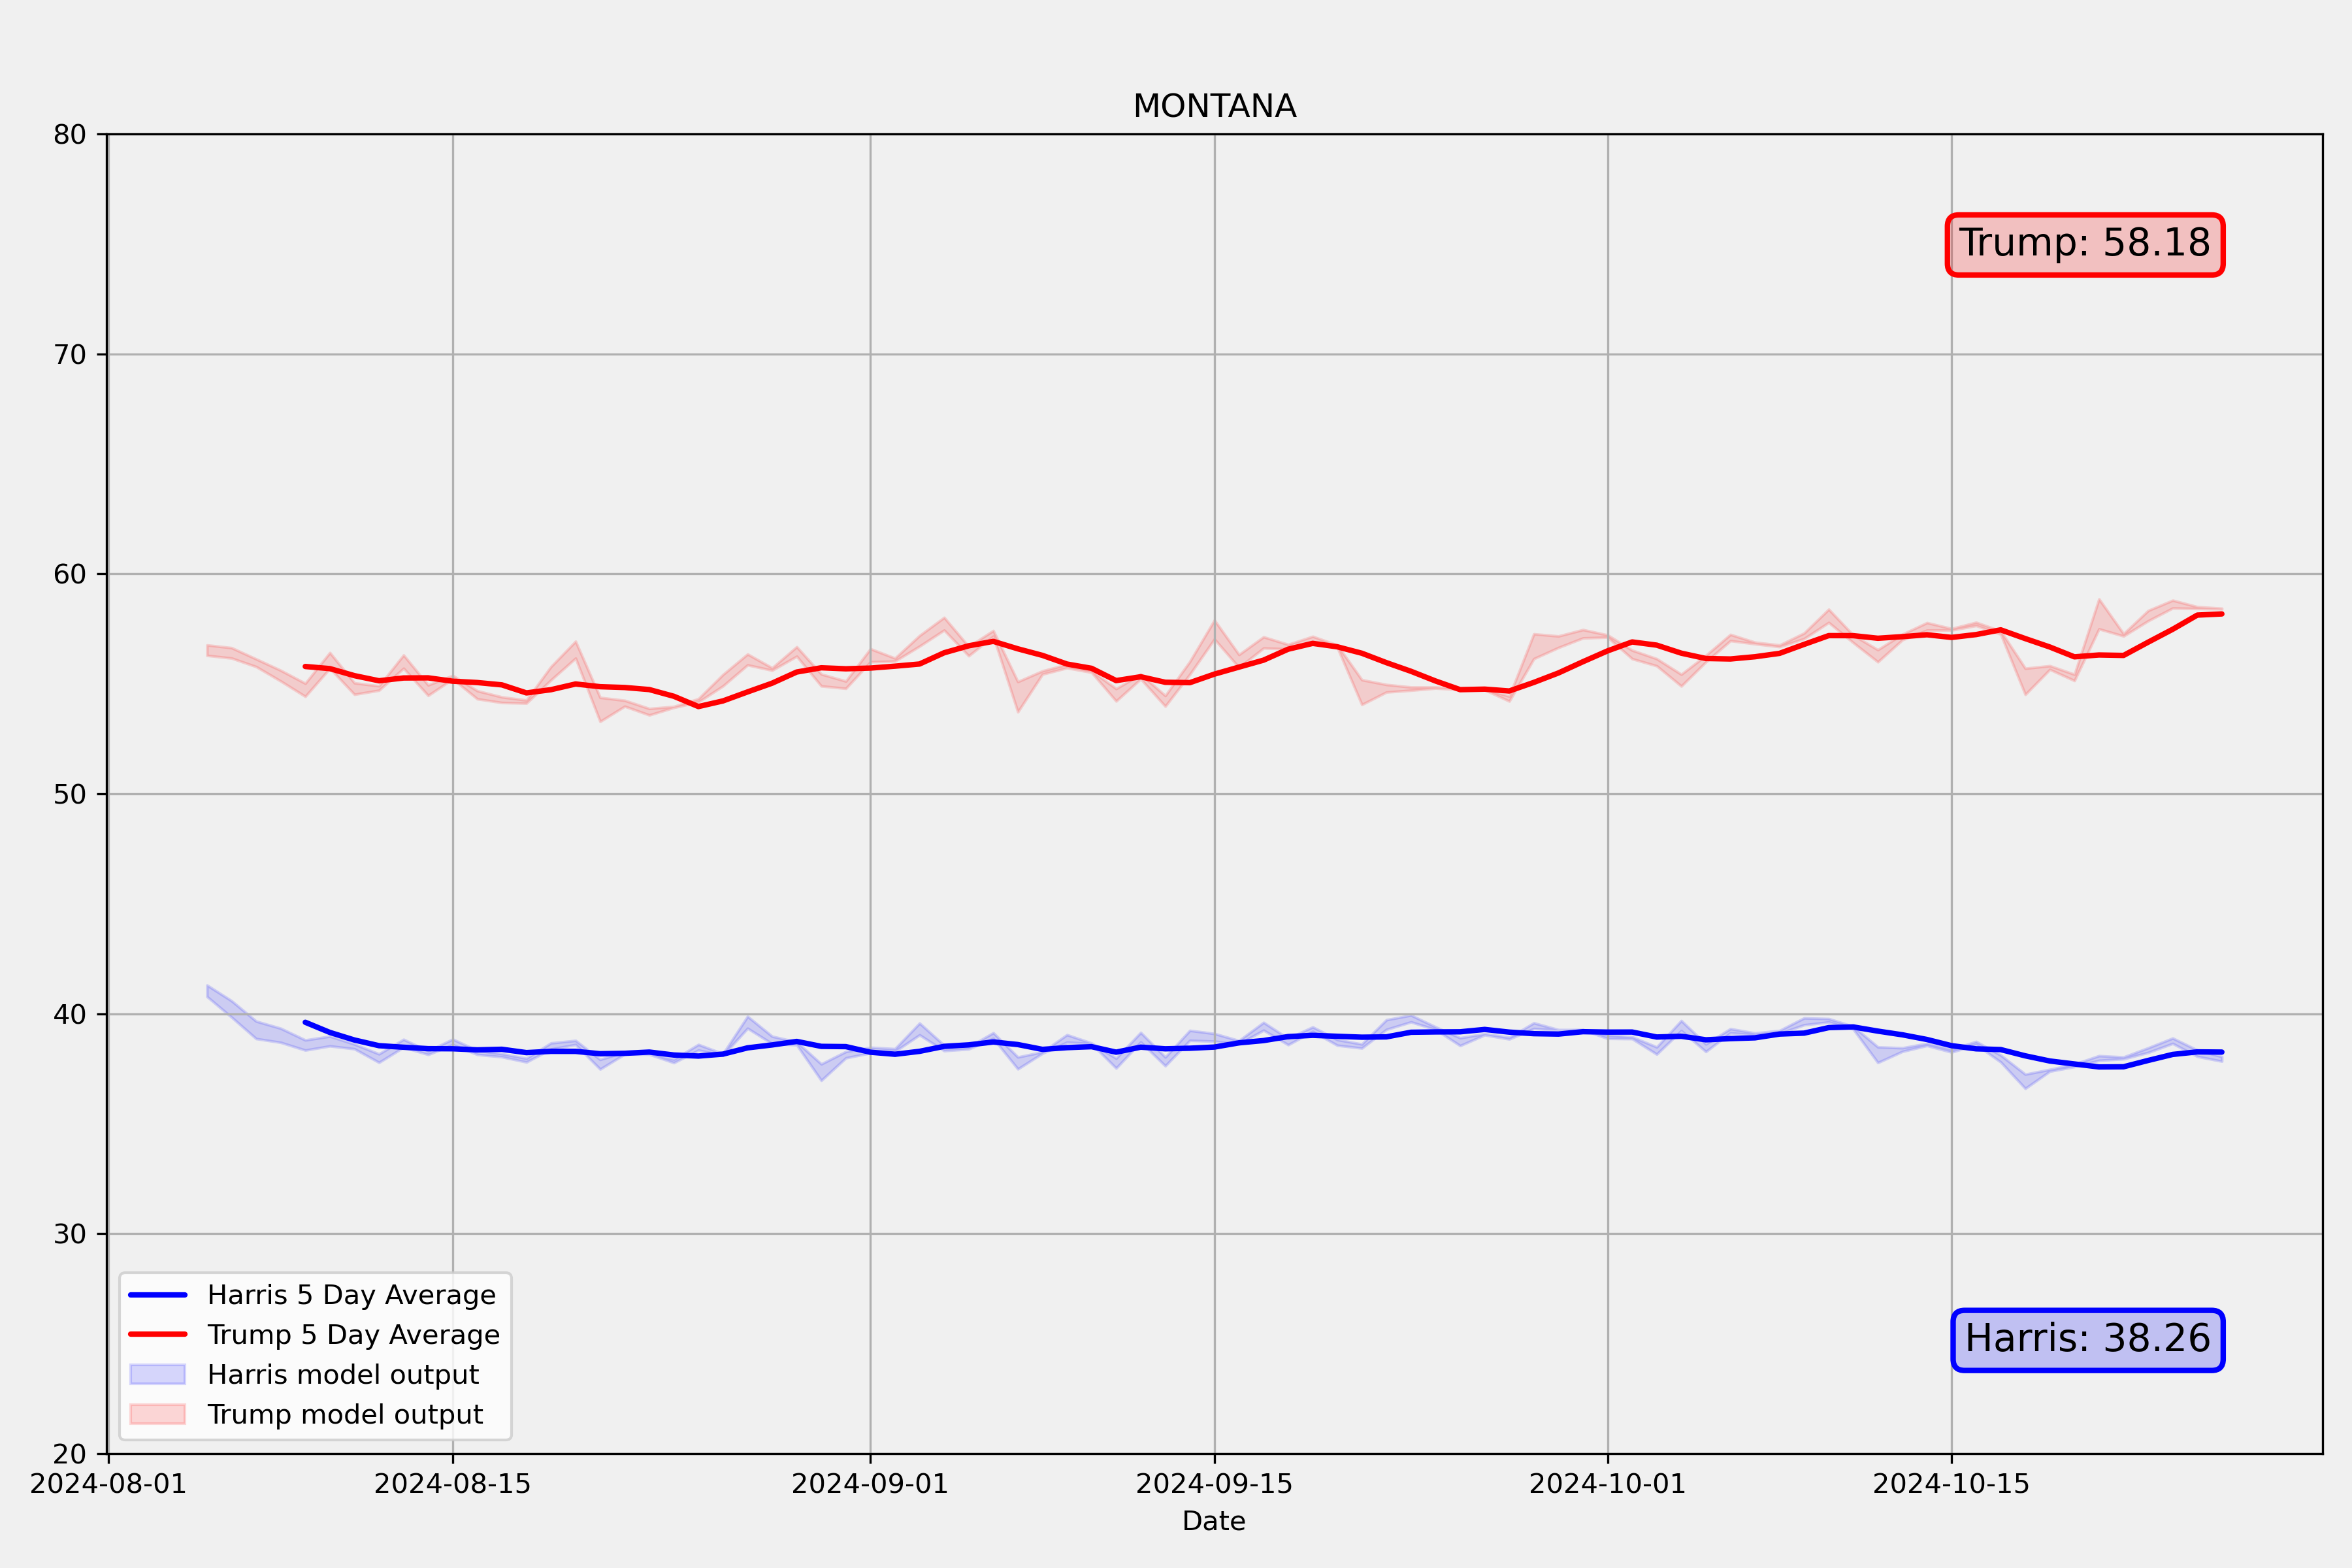 MONTANA
80
70
60
50
40
30
20
Trump: 58.18
Harris: 38.26
Harris 5 Day Average
Trump 5 Day Average
Harris model output
Trump model output
2024-08-01
2024-08-15
2024-09-01
2024-09-15
2024-10-01
2024-10-15
Date